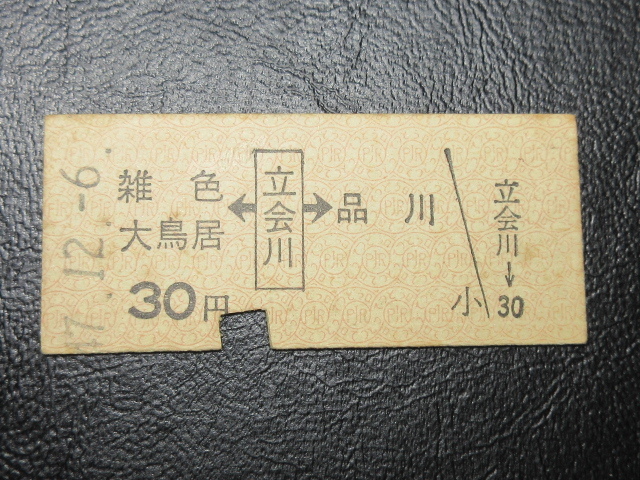 47.12.-6.
雑色
大鳥居
30円
立会川
品川
小
立会川→30